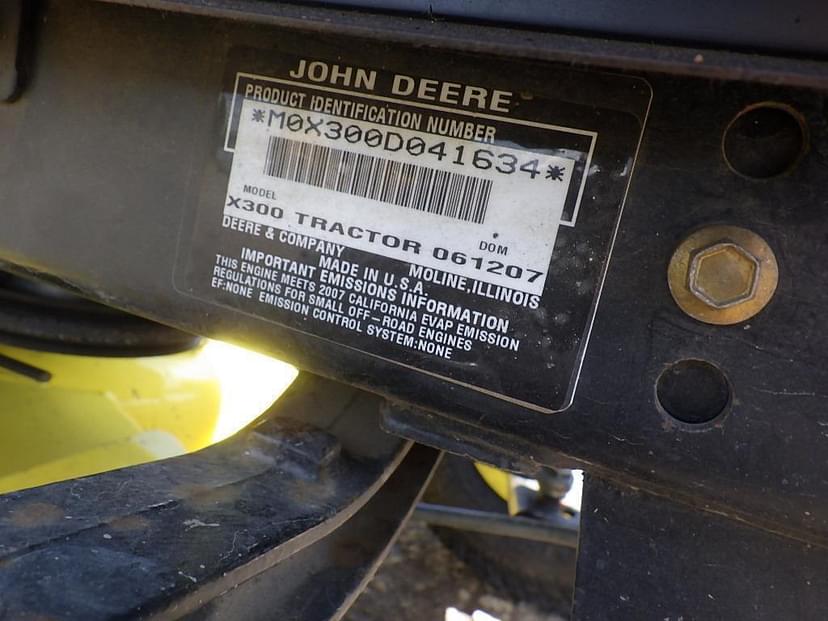 JOHN DEERE
PRODUCT IDENTIFICATION NUMBER
*M0X300D041634*
MODEL
DOM
X300 TRACTOR 061207
DEERE & COMPANY MOLINE, ILLINOIS
MADE IN U.S.A.
IMPORTANT EMISSIONS INFORMATION
THIS ENGINE MEETS 2007 CALIFORNIA EVAP EMISSION
REGULATIONS FOR SMALL OFF-ROAD ENGINES
EF:NONE EMISSION CONTROL SYSTEM:NONE